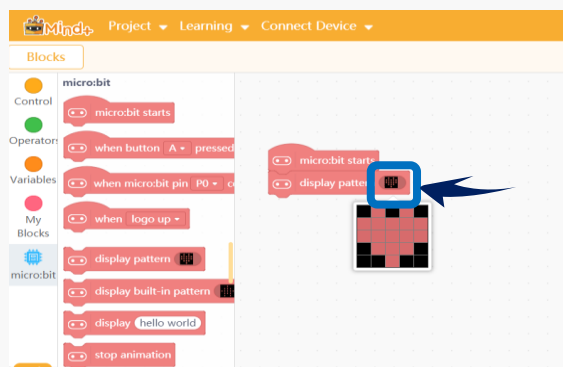 Mind+ Project Learning Connect Device
Blocks
Control
Operators
Variables
My
Blocks
micro:bit
micro:bit
micro:bit starts
when button A pressed
when micro:bit pin P0
when logo up
display pattern
display built-in pattern
display hello world
stop animation
micro:bit starts
display patter